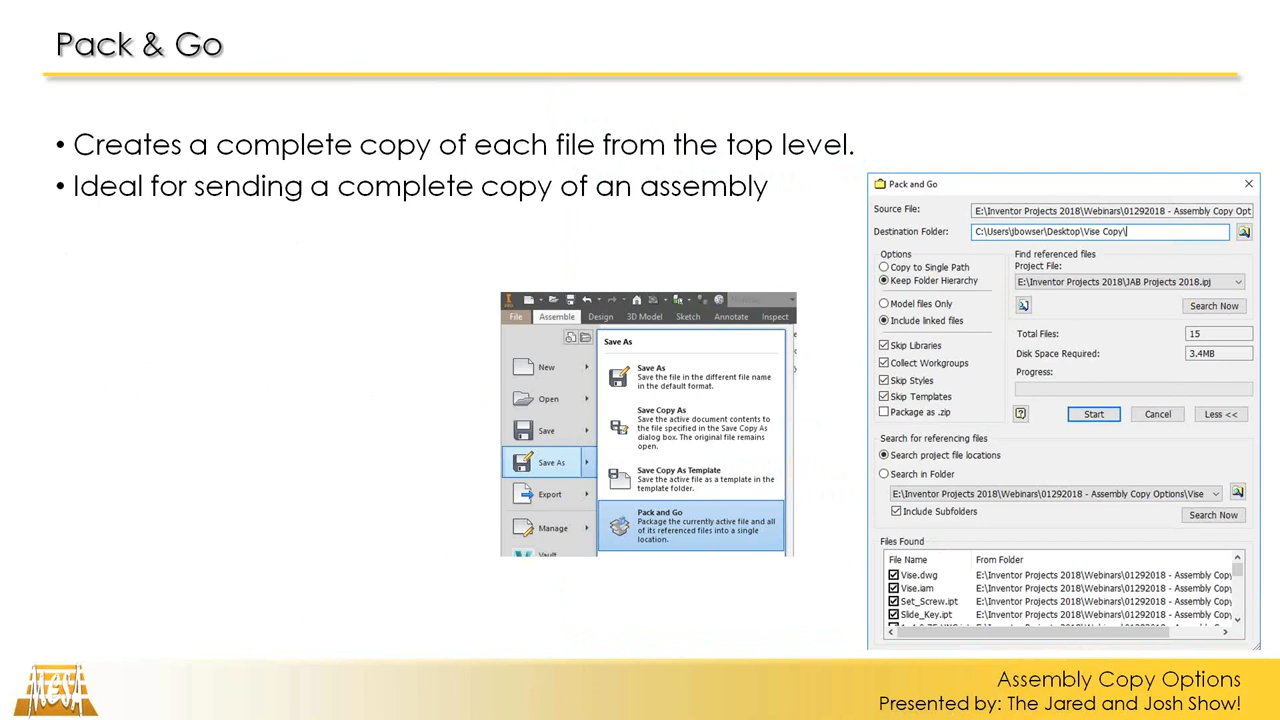 Pack & Go
• Creates a complete copy of each file from the top level.
• Ideal for sending a complete copy of an assembly
File
Assemble
Design
3D Model
Sketch
Annotate
Inspect
New
Open
Save
Save As
Export
Manage
Vault
Save As
Save As
Save the file in the different file name
in the default format.
Save Copy As
Save the active document contents to
the file specified in the Save Copy As
dialog box. The original file remains
open.
Save Copy As Template
Save the active file as a template in the
template folder.
Pack and Go
Package the currently active file and all
of its referenced files into a single
location.
Pack and Go
Source File:
E:\Inventor Projects 2018\Webinars\01292018 - Assembly Copy Opt
Destination Folder:
C:\Users\jbowser\Desktop\Vise Copy\
Options
Copy to Single Path
Keep Folder Hierarchy
Model files Only
Include linked files
Skip Libraries
Collect Workgroups
Skip Styles
Skip Templates
Package as .zip
Find referenced files
Project File:
E:\Inventor Projects 2018\JAB Projects 2018.ipj
Search Now
Total Files:
15
Disk Space Required:
3.4MB
Progress:
Start
Cancel
Less <<
Search for referencing files
Search project file locations
Search in Folder
E:\Inventor Projects 2018\Webinars\01292018 - Assembly Copy Options\Vise
Include Subfolders
Search Now
Files Found
File Name From Folder
Vise.dwg E:\Inventor Projects 2018\Webinars\01292018 - Assembly Copy
Vise.iam E:\Inventor Projects 2018\Webinars\01292018 - Assembly Copy
Set_Screw.ipt E:\Inventor Projects 2018\Webinars\01292018 - Assembly Copy
Slide_Key.ipt E:\Inventor Projects 2018\Webinars\01292018 - Assembly Copy
MESA
Assembly Copy Options
Presented by: The Jared and Josh Show!